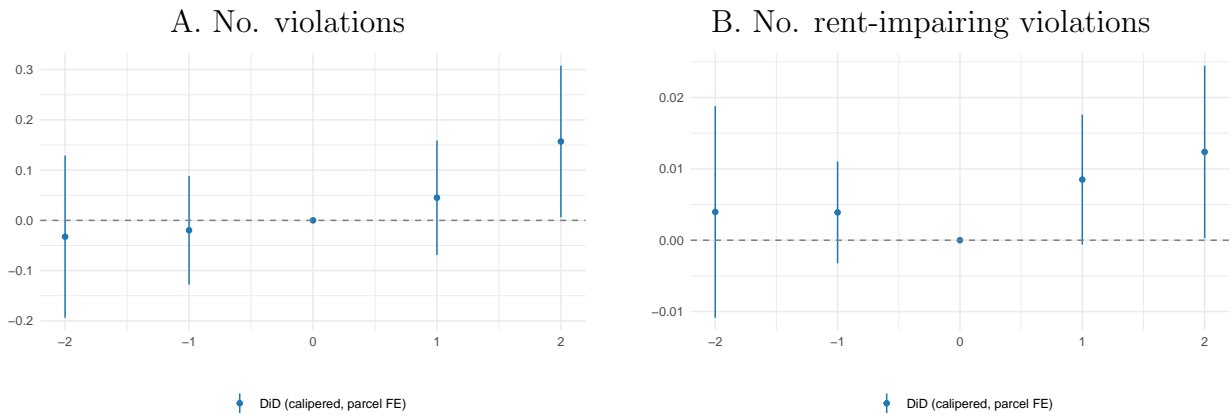 A. No. violations
0.3
0.2
0.1
0.0
−0.1
−0.2
−2 −1 0 1 2
DiD (calipered, parcel FE)
B. No. rent-impairing violations
0.02
0.01
0.00
−0.01
−2 −1 0 1 2
DiD (calipered, parcel FE)